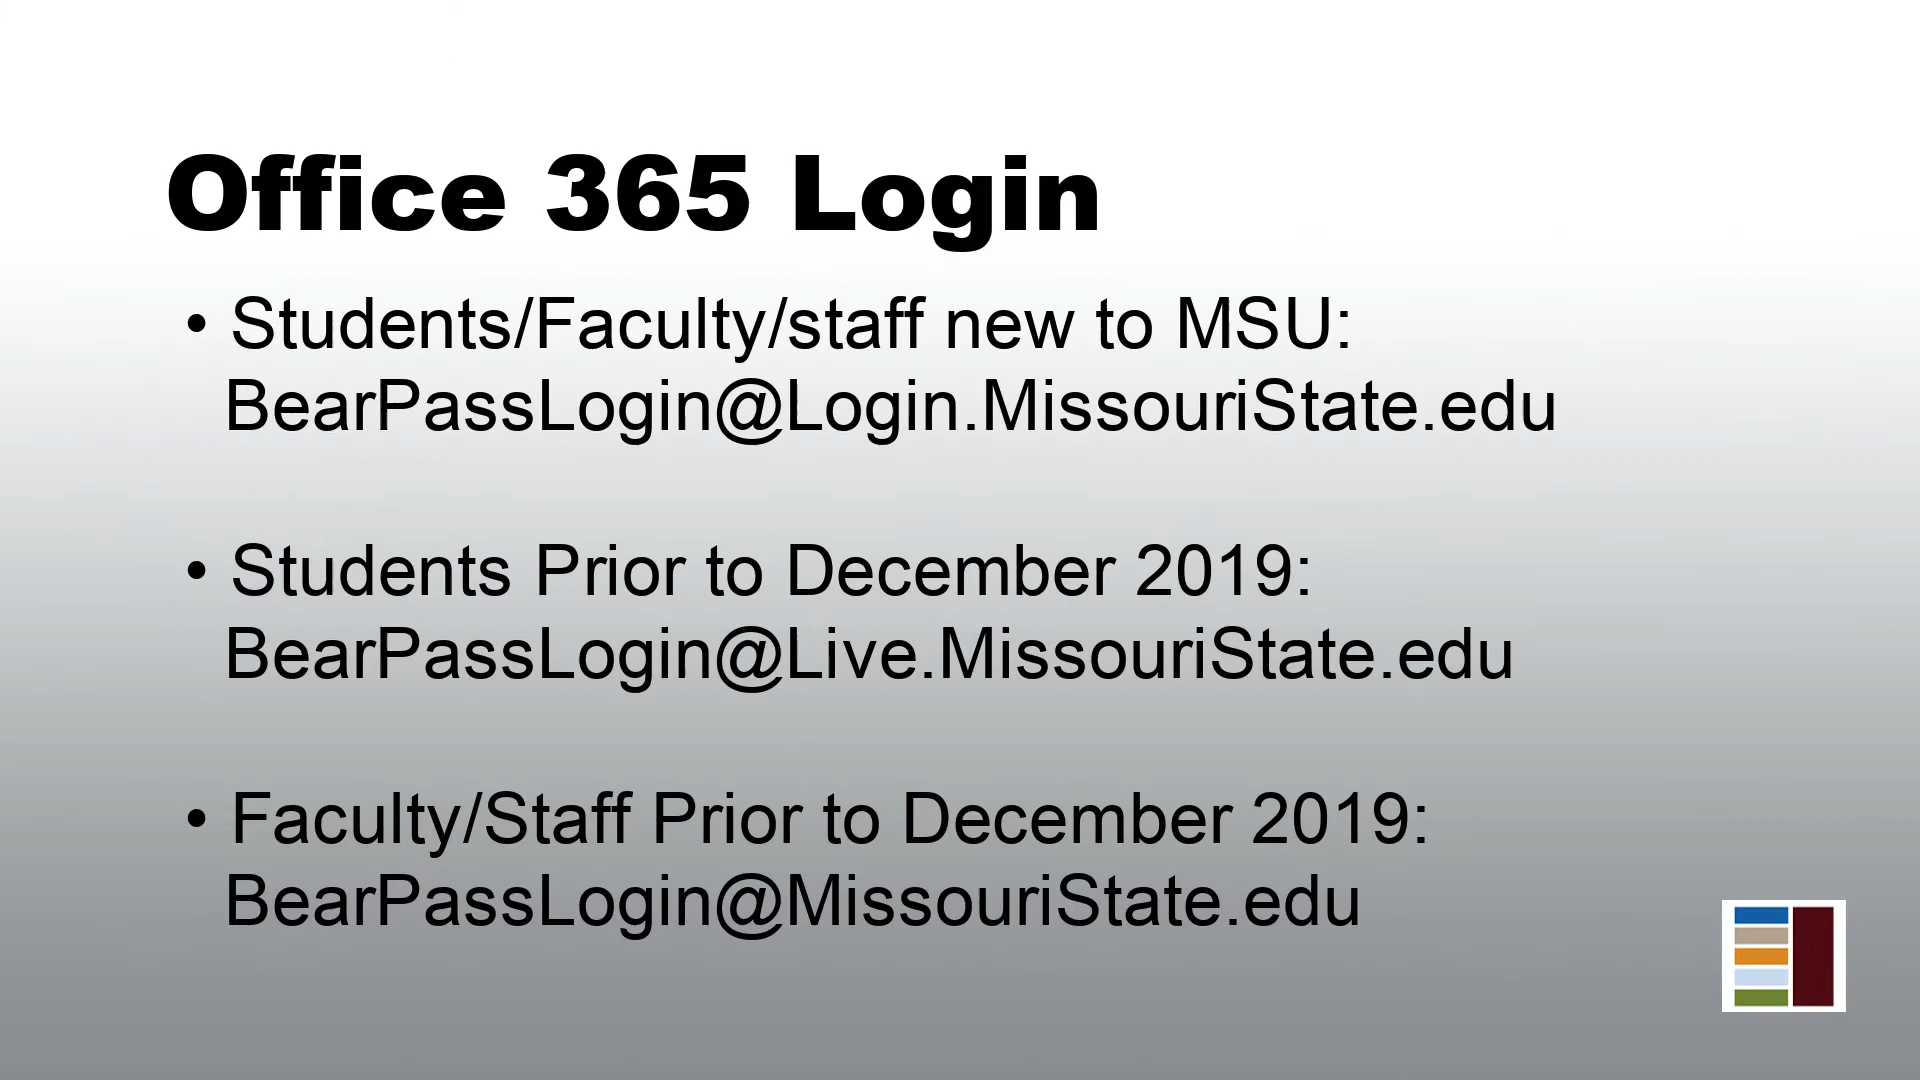 Office 365 Login
• Students/Faculty/staff new to MSU:
BearPassLogin@Login.MissouriState.edu
• Students Prior to December 2019:
BearPassLogin@Live.MissouriState.edu
• Faculty/Staff Prior to December 2019:
BearPassLogin@MissouriState.edu